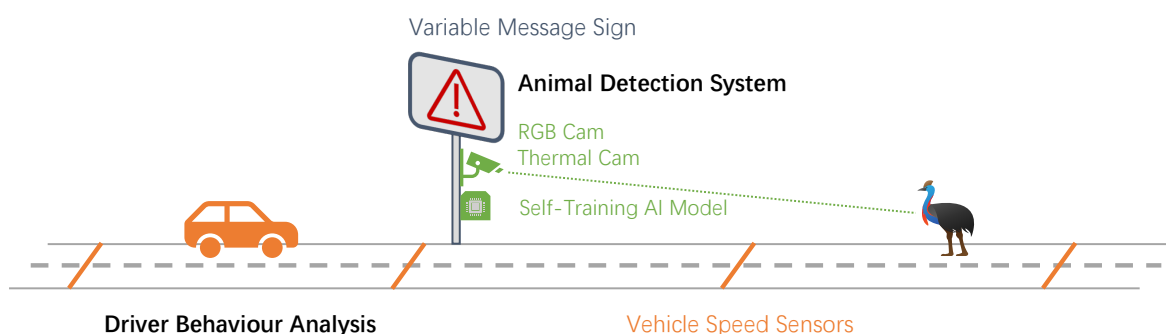 Variable Message Sign
Animal Detection System
RGB Cam
Thermal Cam
Self-Training AI Model
Driver Behaviour Analysis
Vehicle Speed Sensors